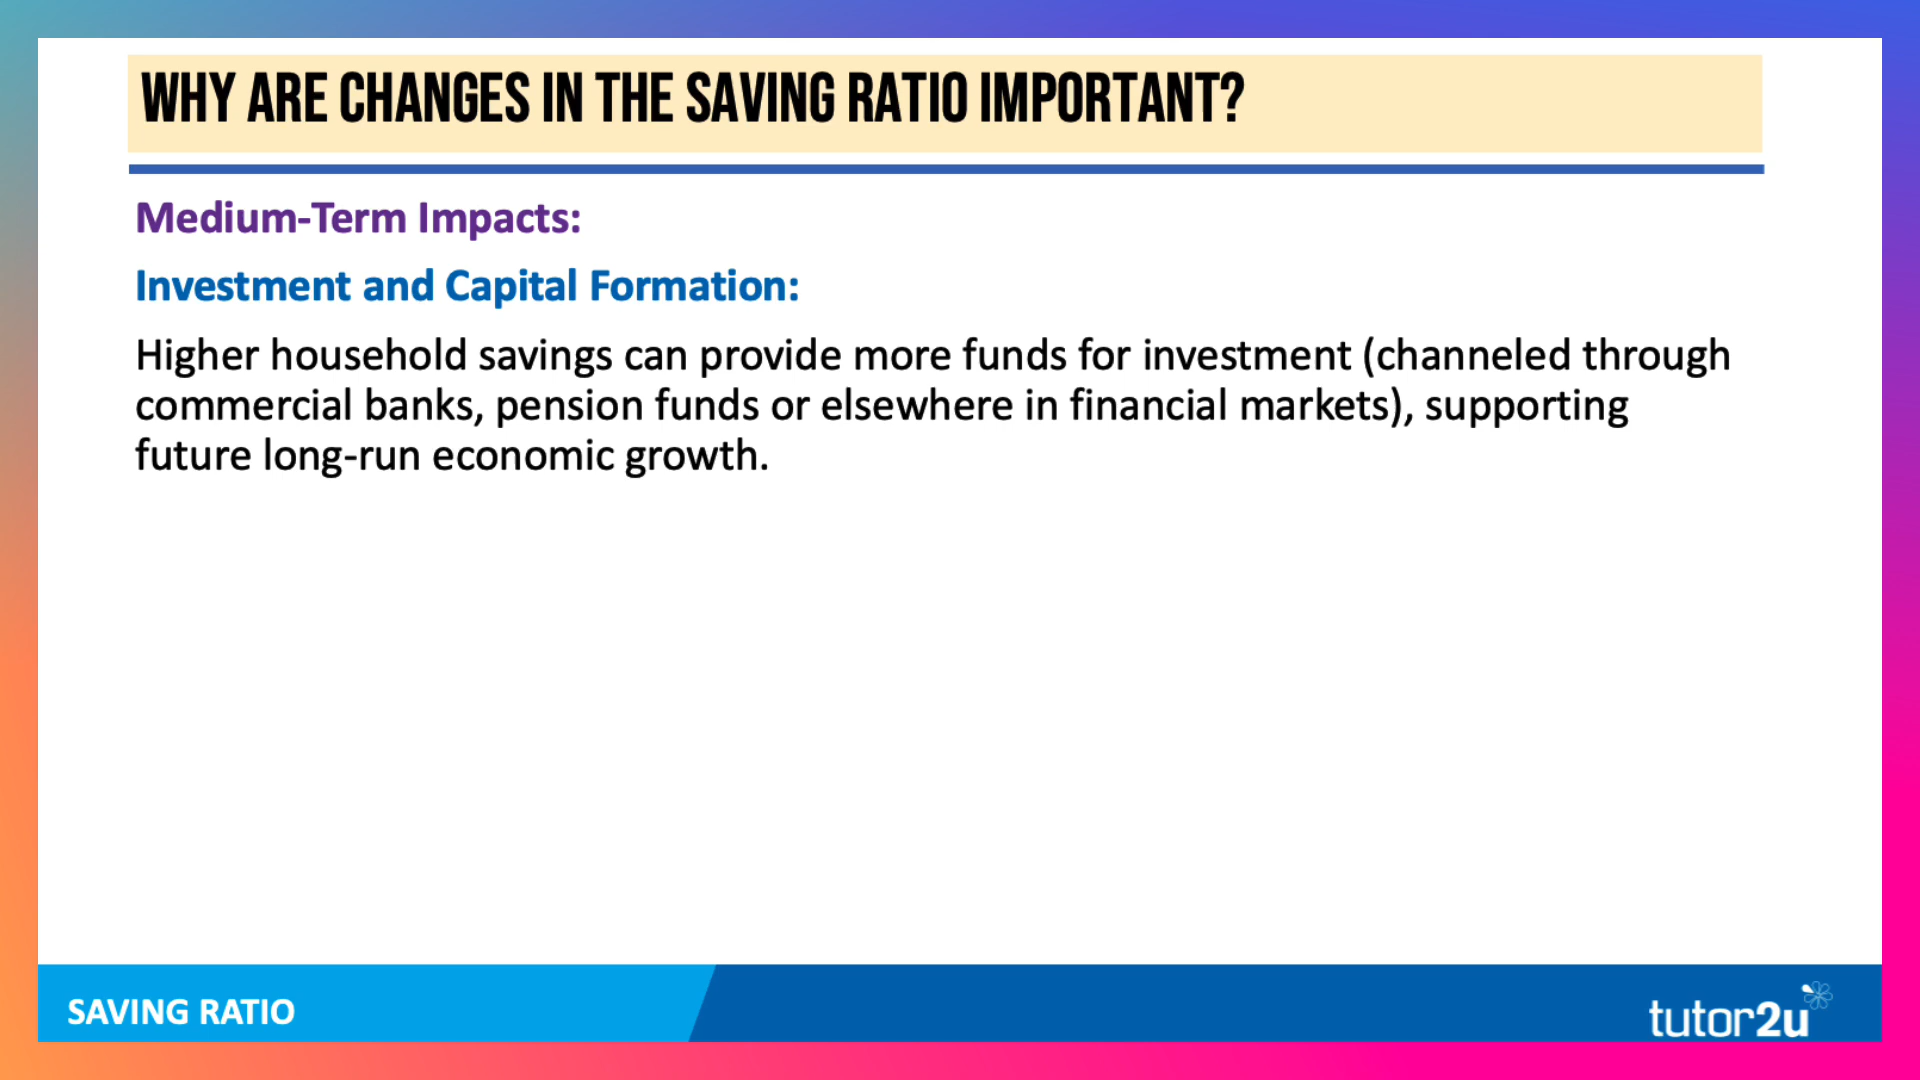 WHY ARE CHANGES IN THE SAVING RATIO IMPORTANT?
Medium-Term Impacts:
Investment and Capital Formation:
Higher household savings can provide more funds for investment (channeled through
commercial banks, pension funds or elsewhere in financial markets), supporting
future long-run economic growth.
SAVING RATIO
tutor2u